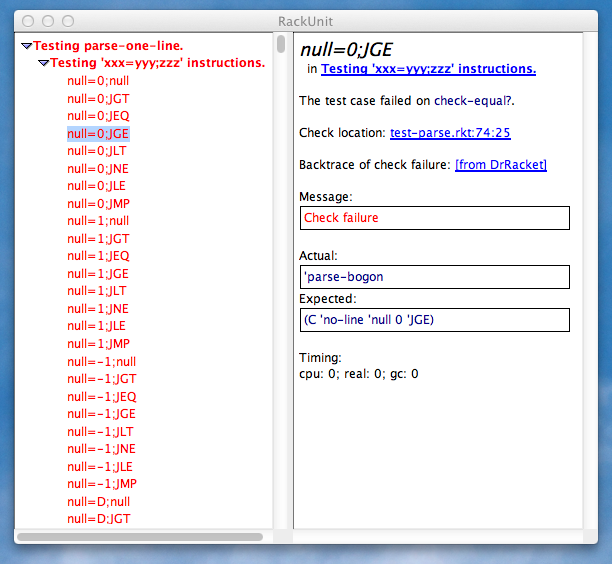 RackUnit
Testing parse-one-line.
Testing 'xxx=yyy;zzz' instructions.
null=0;null
null=0;JGT
null=0;JEQ
null=0;JGE
null=0;JLT
null=0;JNE
null=0;JLE
null=0;JMP
null=1;null
null=1;JGT
null=1;JEQ
null=1;JGE
null=1;JLT
null=1;JNE
null=1;JLE
null=1;JMP
null=-1;null
null=-1;JGT
null=-1;JEQ
null=-1;JGE
null=-1;JLT
null=-1;JNE
null=-1;JLE
null=-1;JMP
null=D;null
null=D;JGT
null=0;JGE
in Testing 'xxx=yyy;zzz' instructions.
The test case failed on check-equal?.
Check location: test-parse.rkt:74:25
Backtrace of check failure: [from DrRacket]
Message:
Check failure
Actual:
'parse-bogon
Expected:
(C 'no-line 'null 0 'JGE)
Timing:
cpu: 0; real: 0; gc: 0